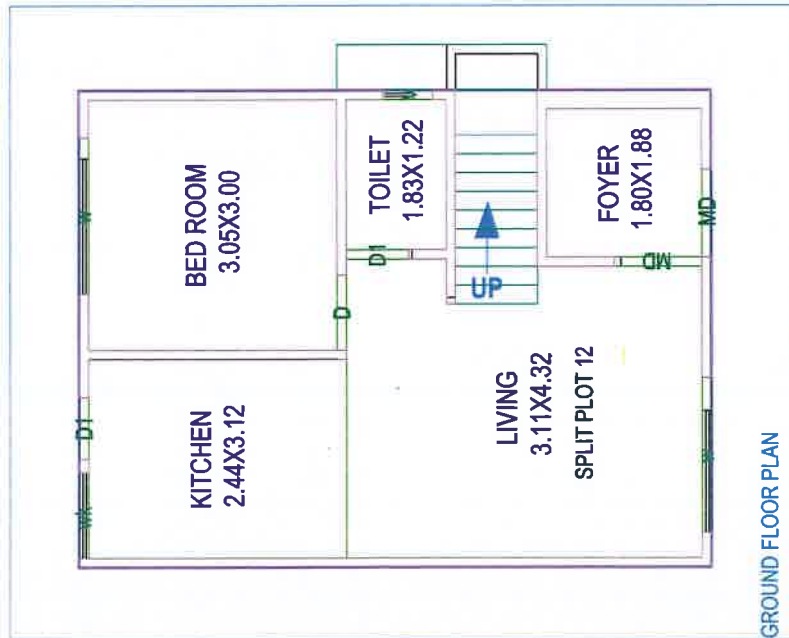 W
BED ROOM
3.05X3.00
W
TOILET
1.83X1.22
D1
D
UP
FOYER
1.80X1.88
MD
MD
D1
WK
KITCHEN
2.44X3.12
LIVING
3.11X4.32
SPLIT PLOT 12
W
GROUND FLOOR PLAN